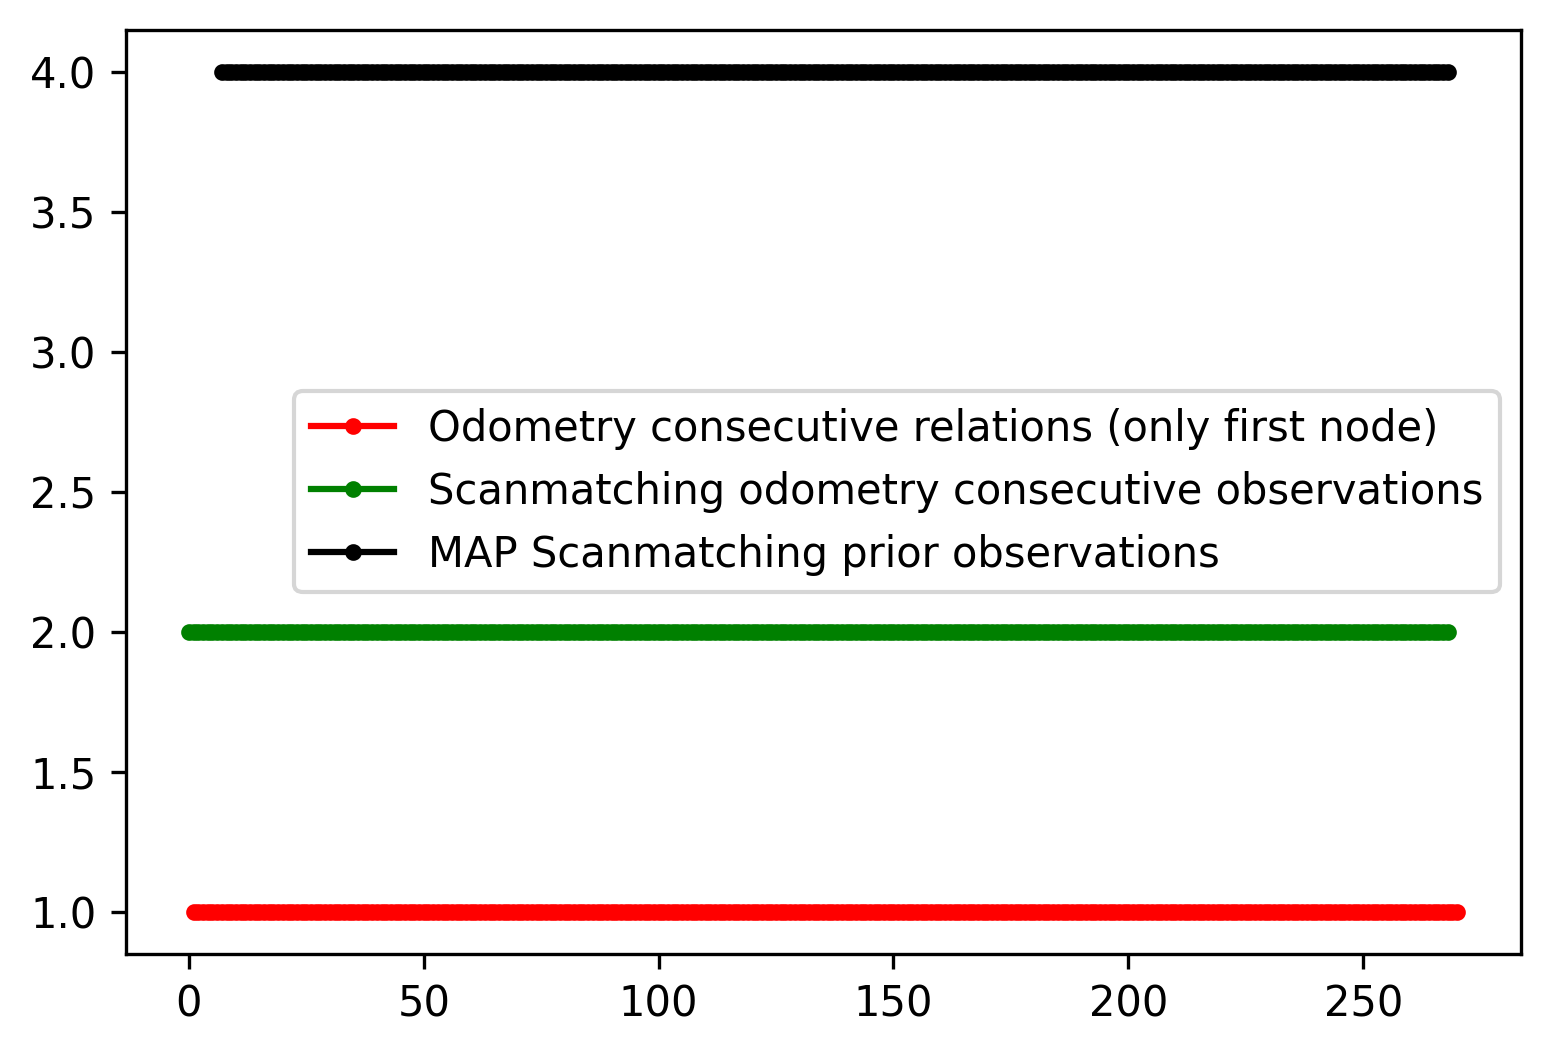 4.0
3.5
3.0
2.5
2.0
1.5
1.0
Odometry consecutive relations (only first node)
Scanmatching odometry consecutive observations
MAP Scanmatching prior observations
0 50 100 150 200 250